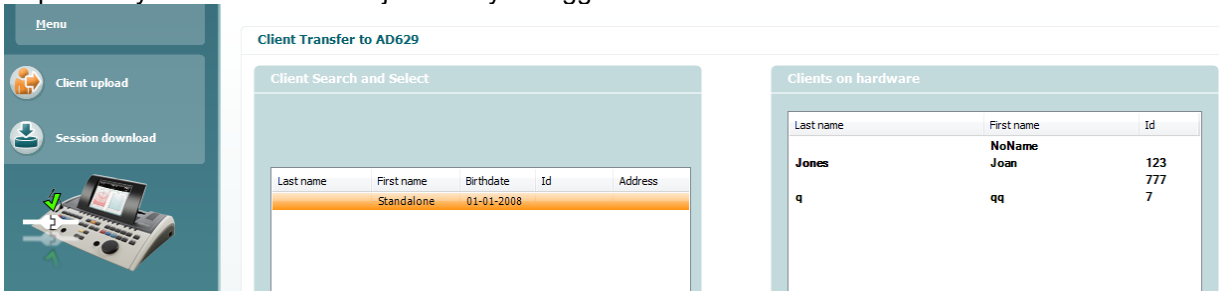 Menu
Client upload
Session download
Client Transfer to AD629
Client Search and Select
Last name First name Birthdate Id Address
Standalone 01-01-2008
Clients on hardware
Last name First name Id
NoName
Jones Joan 123
777
q qq 7